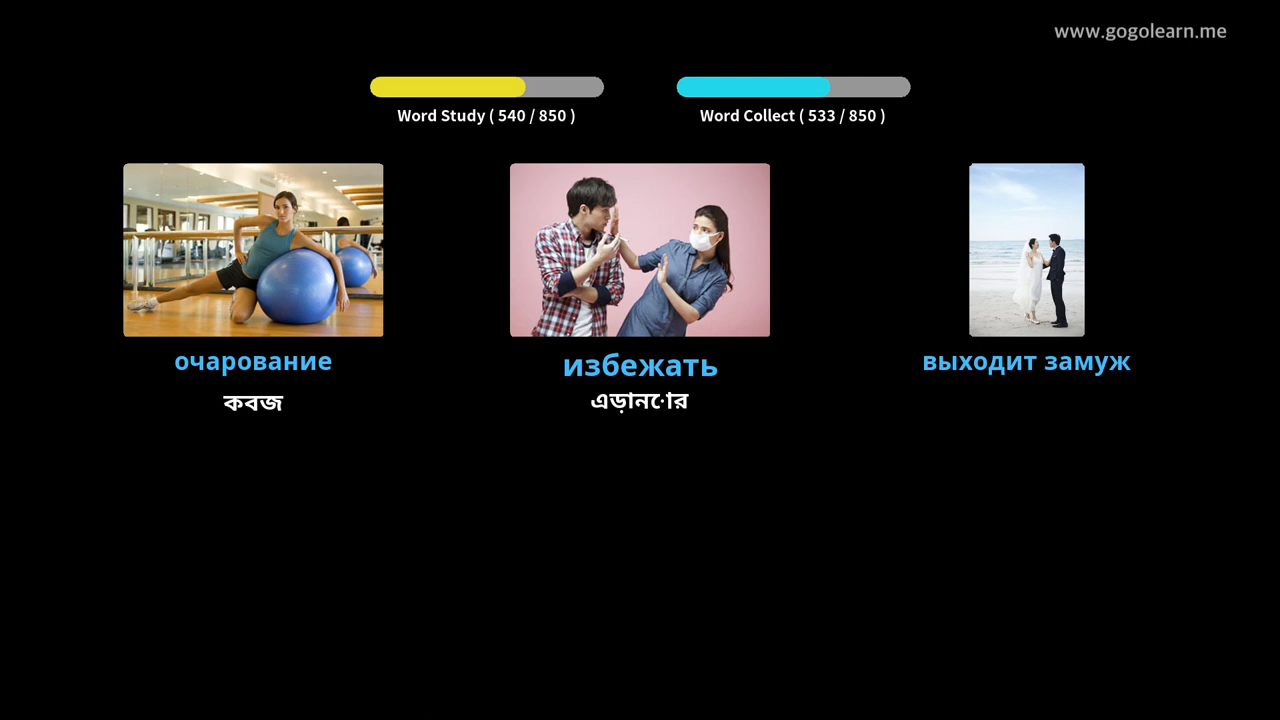 www.gogolearn.me
Word Study ( 540 / 850 )
Word Collect ( 533 / 850 )
очарование
избежать
выходит замуж
কবজ
এড়ানোর